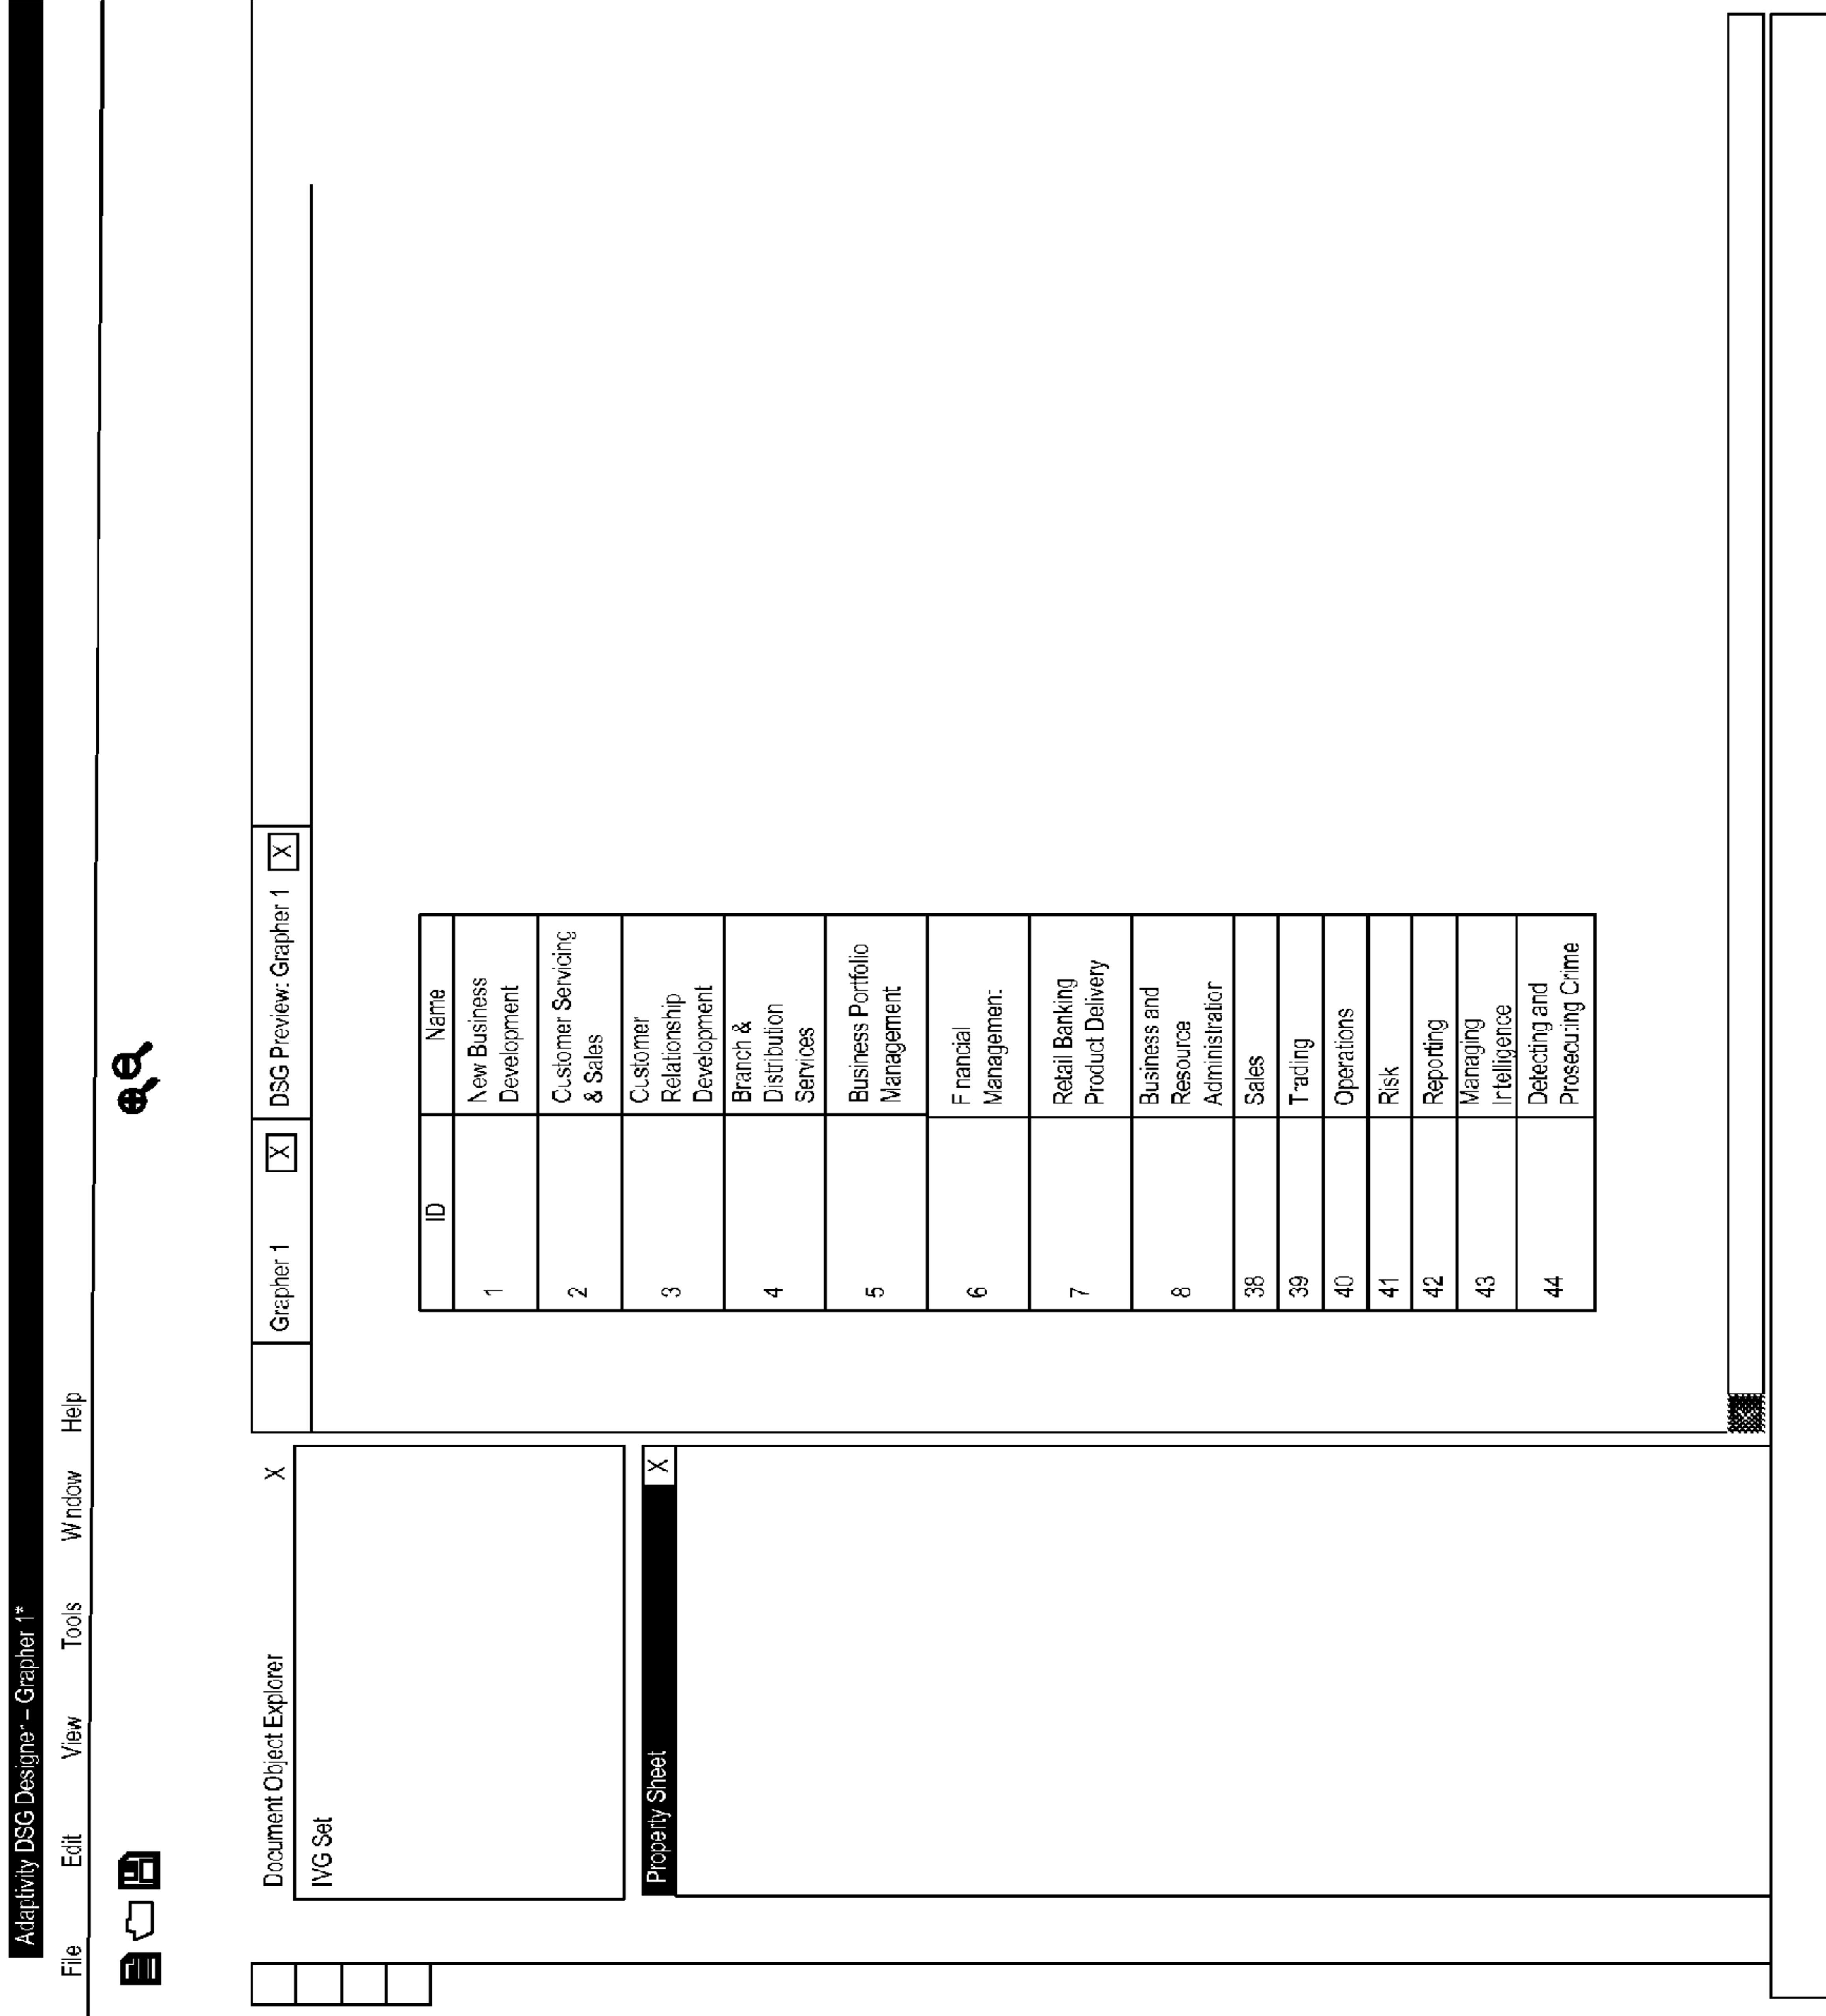 Adaptivity DSG Designer – Grapher 1*
File Edit View Tools Window Help
Document Object Explorer X
IVG Set
Property Sheet X
Grapher 1 X DSG Preview: Grapher 1 X
ID Name
1 New Business
Development
2 Customer Servicing
& Sales
3 Customer
Relationship
Development
4 Branch &
Distribution
Services
5 Business Portfolio
Management
6 Financial
Management
7 Retail Banking
Product Delivery
8 Business and
Resource
Administration
38 Sales
39 Trading
40 Operations
41 Risk
42 Reporting
43 Managing
Intelligence
44 Detecting and
Prosecuting Crime